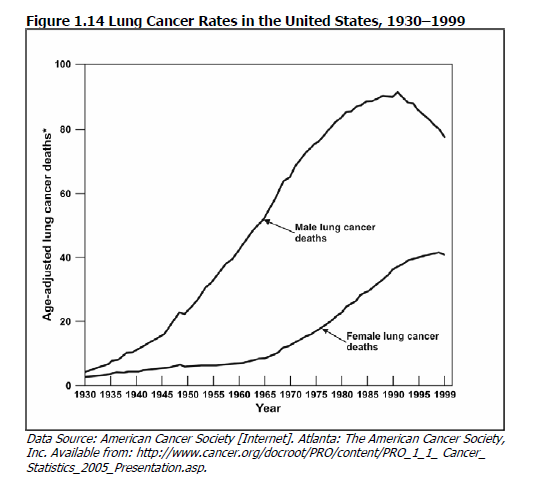 Figure 1.14 Lung Cancer Rates in the United States, 1930–1999
100
80
60
40
20
0
Age-adjusted lung cancer deaths*
Male lung cancer
deaths
Female lung cancer
deaths
1930 1935 1940 1945 1950 1955 1960 1965 1970 1975 1980 1985 1990 1995 1999
Year
Data Source: American Cancer Society [Internet]. Atlanta: The American Cancer Society,
Inc. Available from: http://www.cancer.org/docroot/PRO/content/PRO_1_1_ Cancer_
Statistics_2005_Presentation.asp.